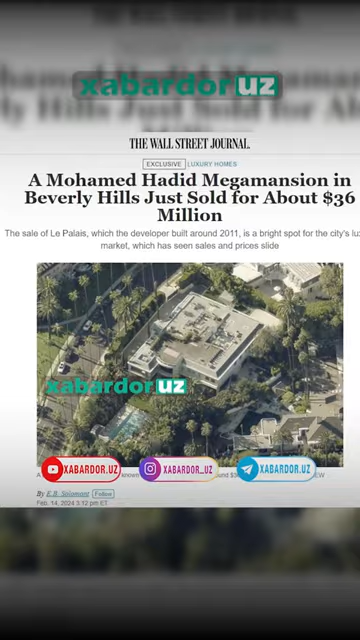 xabardor uz
THE WALL STREET JOURNAL.
EXCLUSIVE LUXURY HOMES
A Mohamed Hadid Megamansion in
Beverly Hills Just Sold for About $36
Million
The sale of Le Palais, which the developer built around 2011, is a bright spot for the city's lu
market, which has seen sales and prices slide
xabardor uz
XABARDOR.UZ
XABARDOR_UZ
XABARDOR.UZ
By E.B. Solomont Follow
Feb. 14, 2024 3:12 pm ET